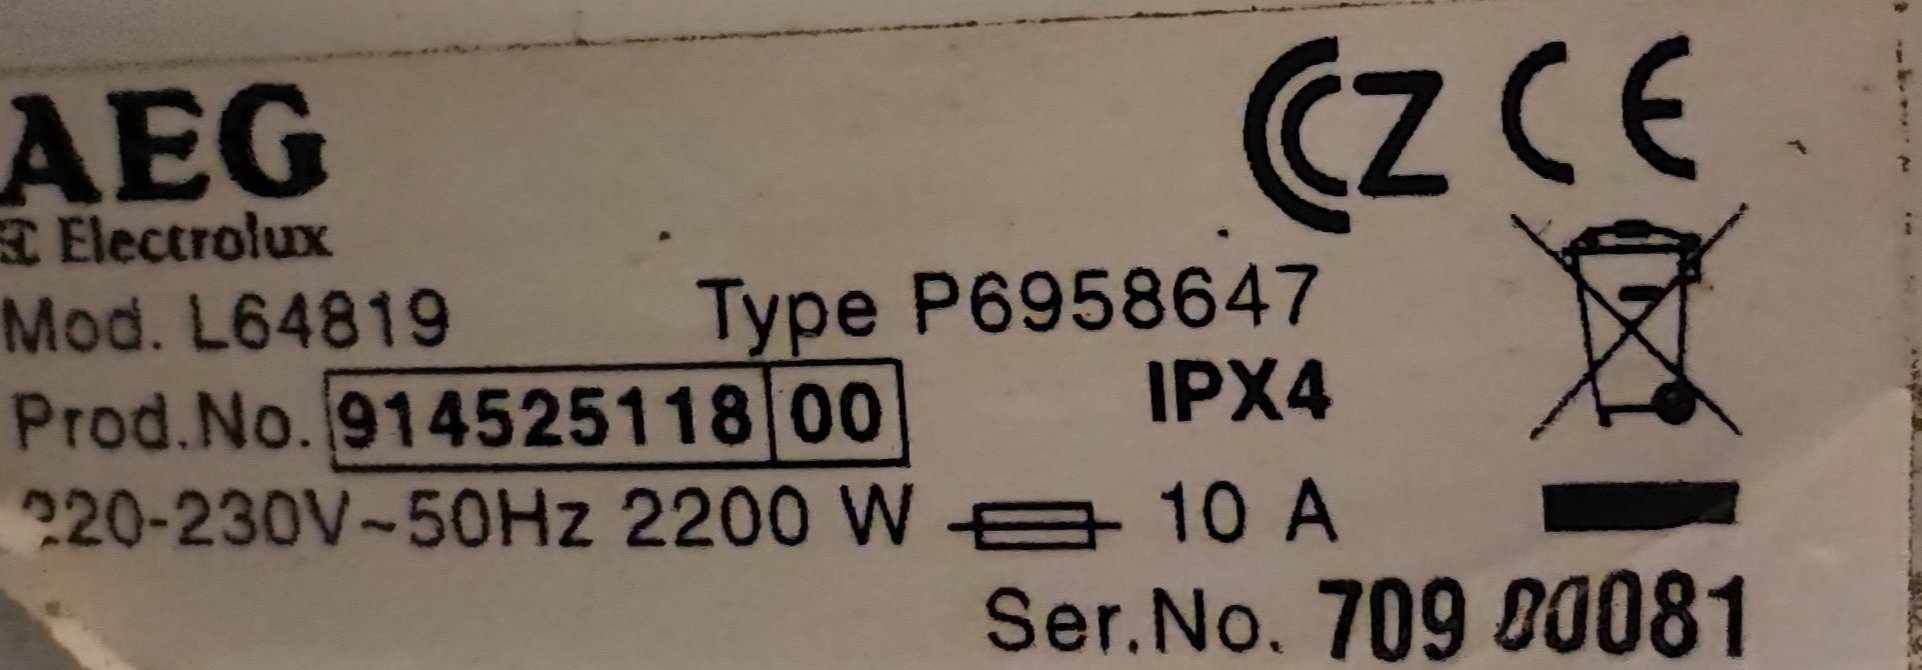 AEG
Electrolux
CZ CE
Mod. L64819 Type P6958647
Prod.No. 914525118 00 IPX4
220-230V~50Hz 2200 W 10 A
Ser.No. 709 00081